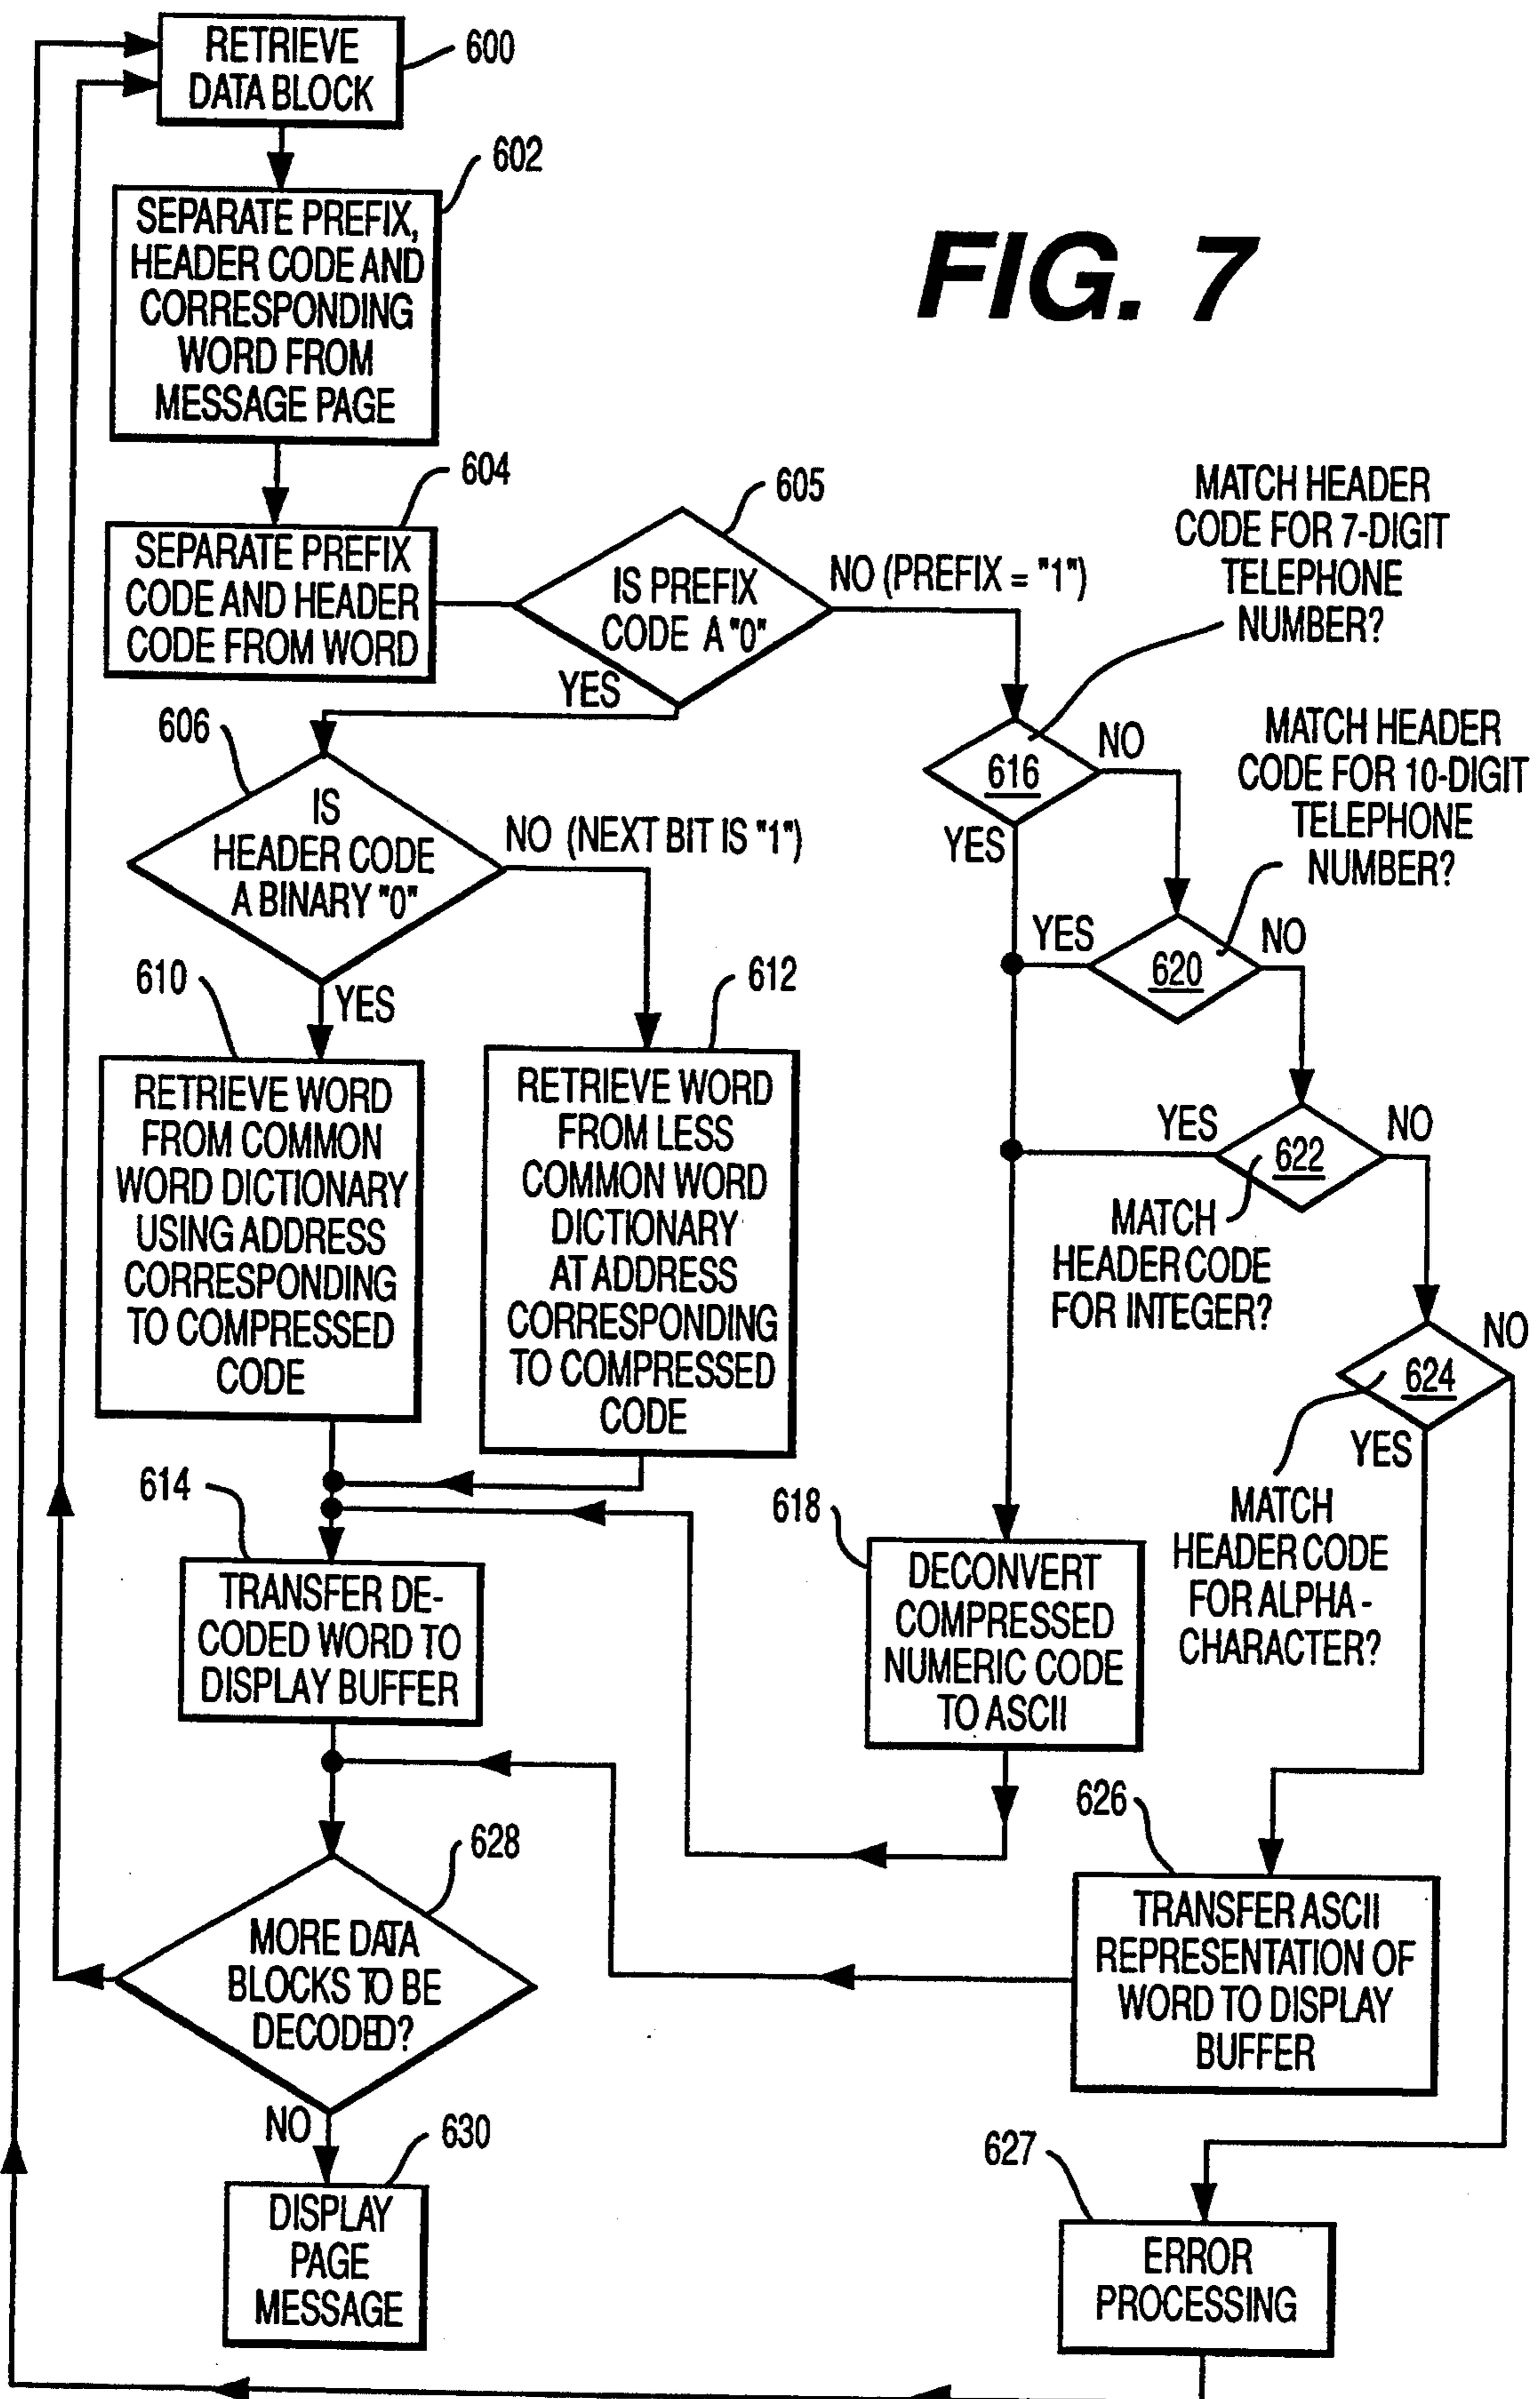 RETRIEVE
DATA BLOCK
600
602
SEPARATE PREFIX,
HEADER CODE AND
CORRESPONDING
WORD FROM
MESSAGE PAGE
FIG. 7
604
SEPARATE PREFIX
CODE AND HEADER
CODE FROM WORD
605
IS PREFIX
CODE A "0"
NO (PREFIX = "1")
YES
MATCH HEADER
CODE FOR 7-DIGIT
TELEPHONE
NUMBER?
606
IS
HEADER CODE
A BINARY "0"
NO (NEXT BIT IS "1")
YES
616
NO
YES
MATCH HEADER
CODE FOR 10-DIGIT
TELEPHONE
NUMBER?
620
YES
NO
610
RETRIEVE WORD
FROM COMMON
WORD DICTIONARY
USING ADDRESS
CORRESPONDING
TO COMPRESSED
CODE
612
RETRIEVE WORD
FROM LESS
COMMON WORD
DICTIONARY
AT ADDRESS
CORRESPONDING
TO COMPRESSED
CODE
YES
622
NO
MATCH
HEADER CODE
FOR INTEGER?
624
NO
YES
MATCH
HEADER CODE
FOR ALPHA-
CHARACTER?
614
TRANSFER DE-
CODED WORD TO
DISPLAY BUFFER
618
DECONVERT
COMPRESSED
NUMERIC CODE
TO ASCII
626
TRANSFER ASCII
REPRESENTATION OF
WORD TO DISPLAY
BUFFER
628
MORE DATA
BLOCKS TO BE
DECODED?
NO
630
DISPLAY
PAGE
MESSAGE
627
ERROR
PROCESSING